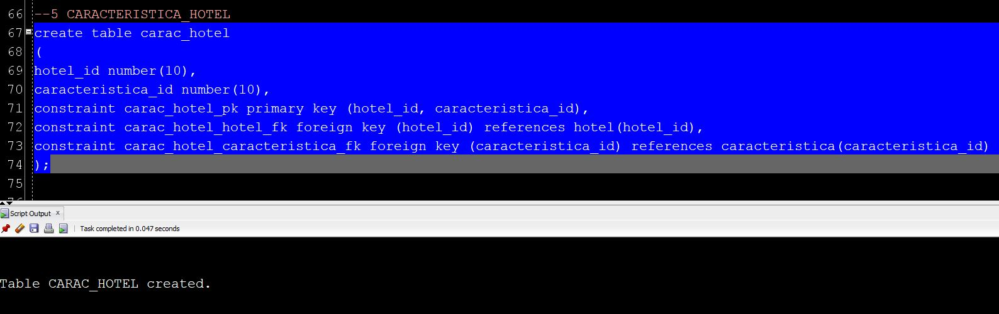 66 --5 CARACTERISTICA_HOTEL
67 create table carac_hotel
68 (
69 hotel_id number(10),
70 caracteristica_id number(10),
71 constraint carac_hotel_pk primary key (hotel_id, caracteristica_id),
72 constraint carac_hotel_hotel_fk foreign key (hotel_id) references hotel(hotel_id),
73 constraint carac_hotel_caracteristica_fk foreign key (caracteristica_id) references caracteristica(caracteristica_id)
74 );
75
Script Output x
Task completed in 0.047 seconds
Table CARAC_HOTEL created.